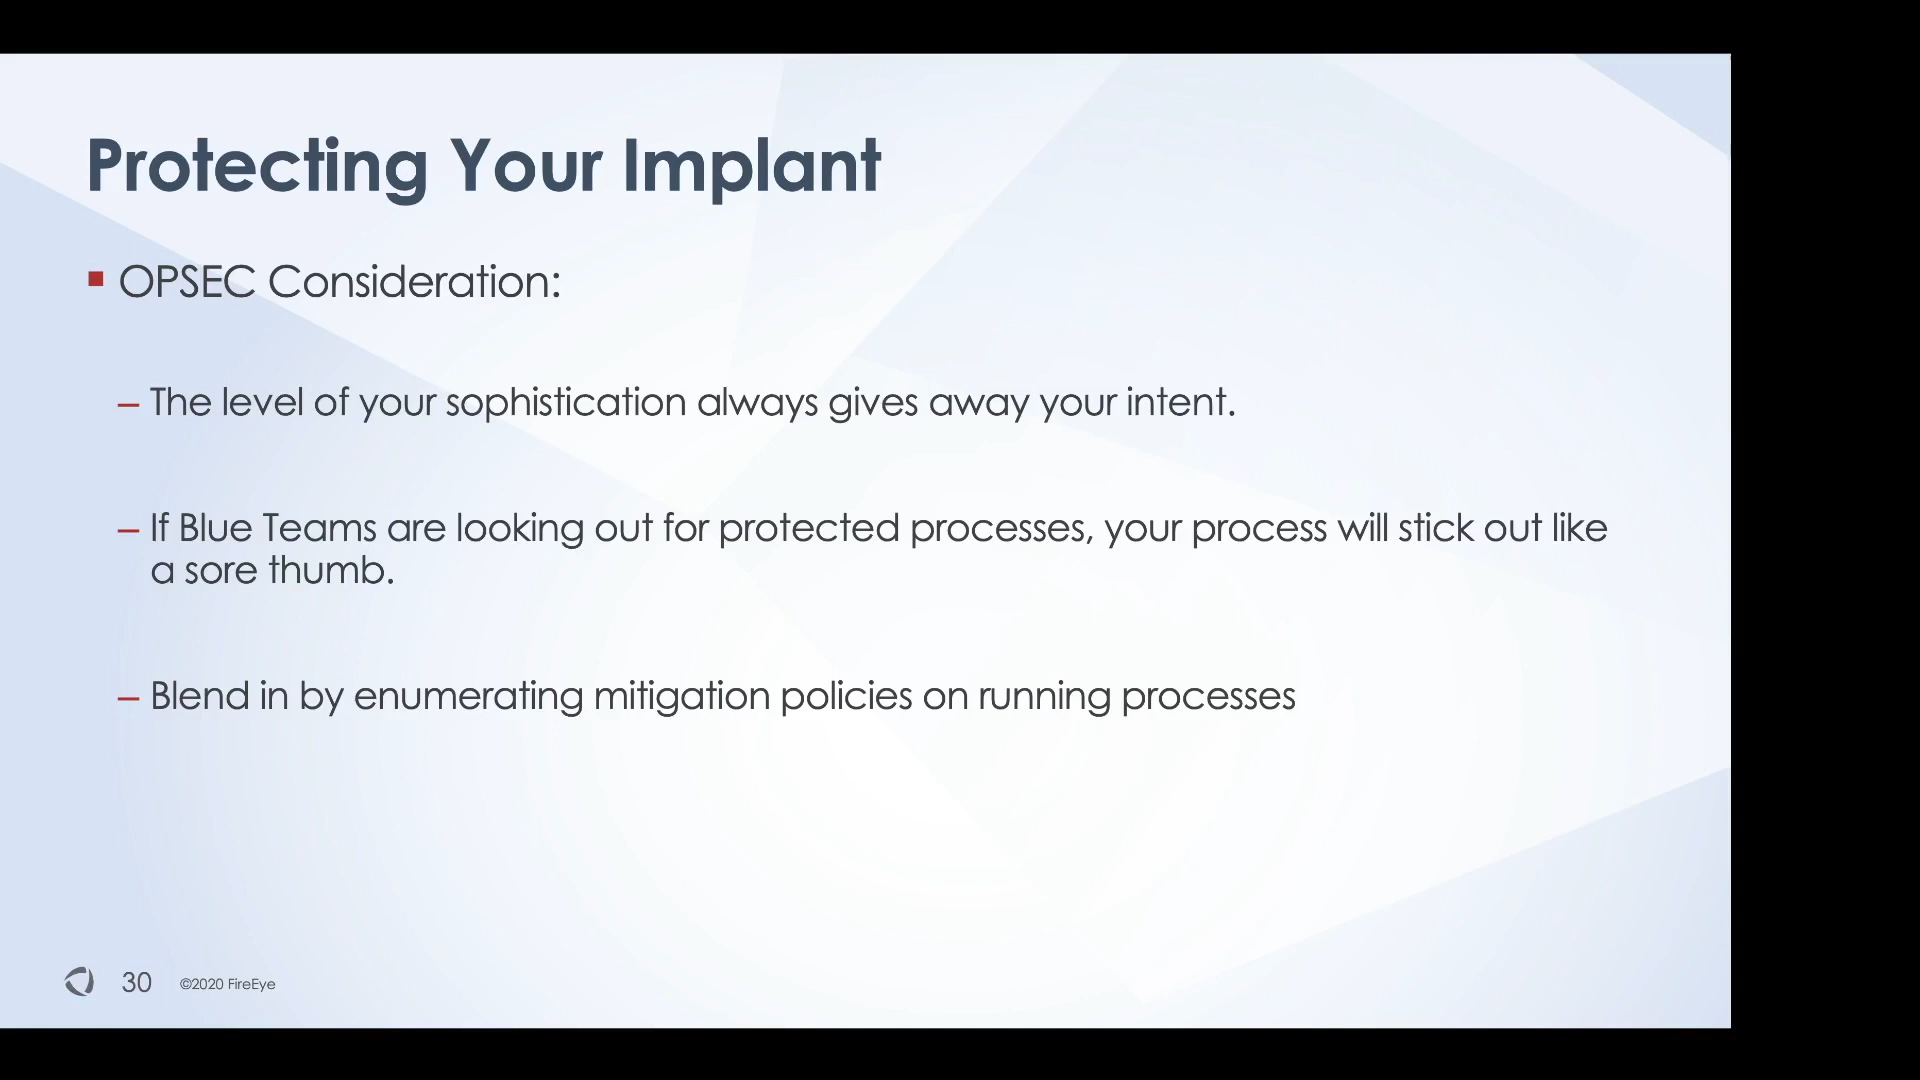 Protecting Your Implant
▪ OPSEC Consideration:
– The level of your sophistication always gives away your intent.
– If Blue Teams are looking out for protected processes, your process will stick out like
a sore thumb.
– Blend in by enumerating mitigation policies on running processes
30 ©2020 FireEye